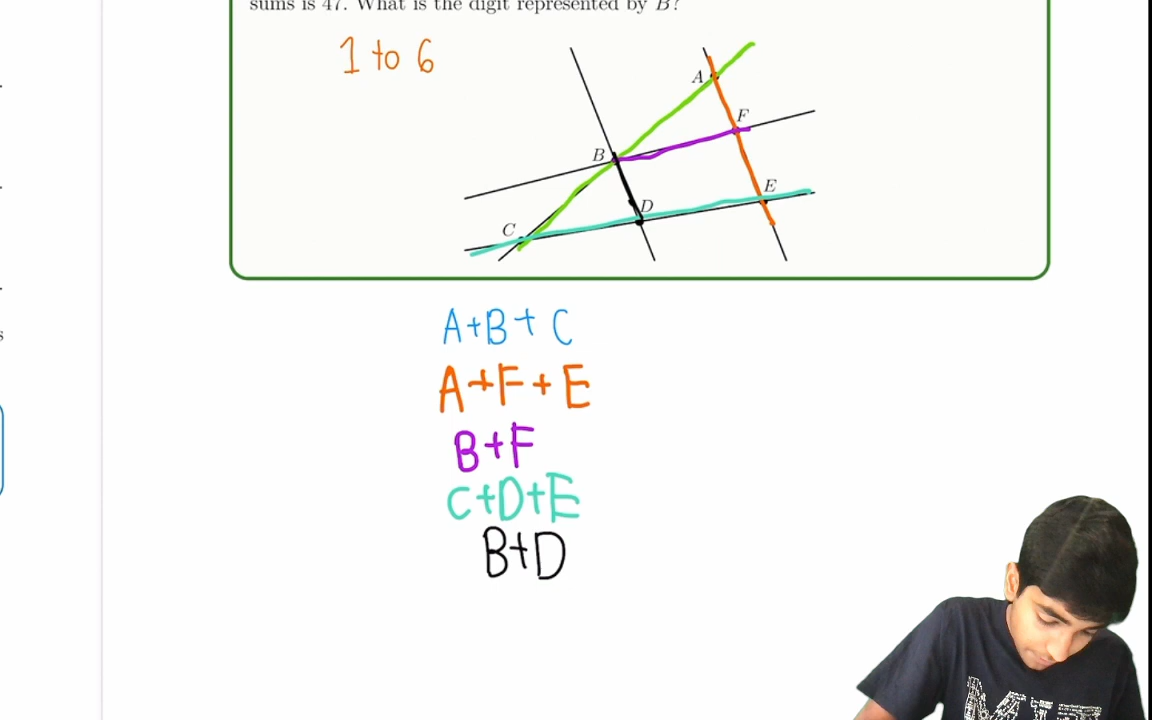 sums is 47. What is the digit represented by B?
1 to 6
A
F
B
E
D
C
A+B+C
A+F+E
B+F
C+D+E
B+D